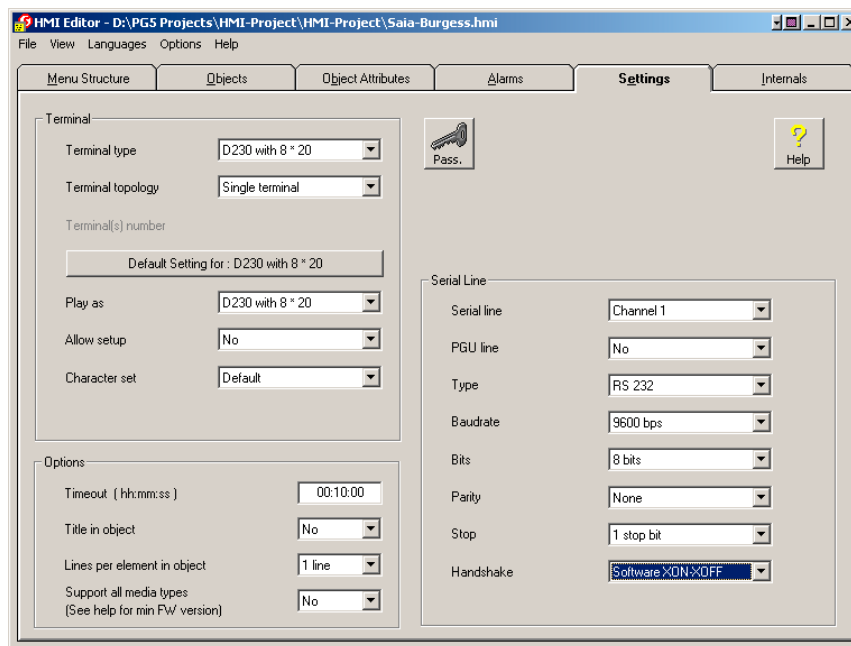 HMI Editor - D:\PG5 Projects\HMI-Project\HMI-Project\Saia-Burgess.hmi
File View Languages Options Help
Menu Structure Objects Object Attributes Alarms Settings Internals
Terminal
Terminal type D230 with 8 * 20
Terminal topology Single terminal
Terminal(s) number
Default Setting for : D230 with 8 * 20
Play as D230 with 8 * 20
Allow setup No
Character set Default
Pass.
?
Help
Serial Line
Serial line Channel 1
PGU line No
Type RS 232
Baudrate 9600 bps
Bits 8 bits
Parity None
Stop 1 stop bit
Handshake Software XON-XOFF
Options
Timeout ( hh:mm:ss ) 00:10:00
Title in object No
Lines per element in object 1 line
Support all media types
(See help for min FW version) No